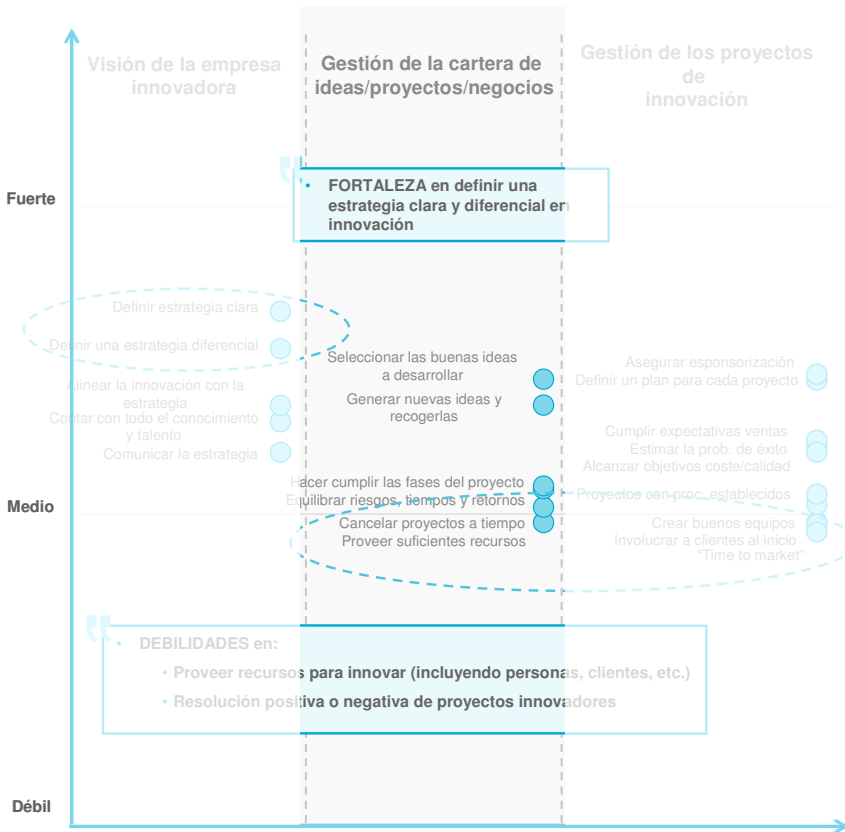 Visión de la empresa
innovadora
Gestión de la cartera de
ideas/proyectos/negocios
Gestión de los proyectos
de
innovación
Fuerte
• FORTALEZA en definir una
estrategia clara y diferencial en
innovación
Definir estrategia clara
Definir una estrategia diferencial
Alinear la innovación con la
estrategia
Contar con todo el conocimiento
y talento
Comunicar la estrategia
Seleccionar las buenas ideas
a desarrollar
Generar nuevas ideas y
recogerlas
Hacer cumplir las fases del proyecto
Equilibrar riesgos, tiempos y retornos
Cancelar proyectos a tiempo
Proveer suficientes recursos
Asegurar esponsorización
Definir un plan para cada proyecto
Cumplir expectativas ventas
Estimar la prob. de éxito
Alcanzar objetivos coste/calidad
Proyectos con proc. establecidos
Crear buenos equipos
Involucrar a clientes al inicio
“Time to market”
Medio
• DEBILIDADES en:
• Proveer recursos para innovar (incluyendo personas, clientes, etc.)
• Resolución positiva o negativa de proyectos innovadores
Débil